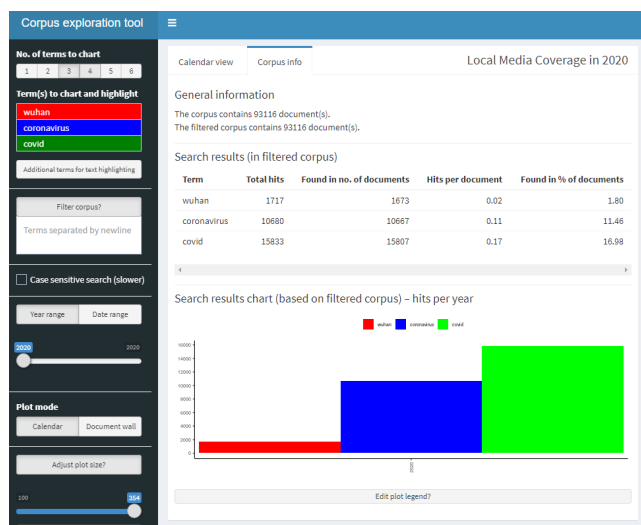 Corpus exploration tool
No. of terms to chart
1 2 3 4 5 6
Term(s) to chart and highlight
wuhan
coronavirus
covid
Additional terms for text highlighting
Filter corpus?
Terms separated by newline
Case sensitive search (slower)
Year range Date range
2020 2020
Plot mode
Calendar Document wall
Adjust plot size?
100 354
Calendar view Corpus info Local Media Coverage in 2020
General information
The corpus contains 93116 document(s).
The filtered corpus contains 93116 document(s).
Search results (in filtered corpus)
Term Total hits Found in no. of documents Hits per document Found in % of documents
wuhan 1717 1673 0.02 1.80
coronavirus 10680 10667 0.11 11.46
covid 15833 15807 0.17 16.98
Search results chart (based on filtered corpus) – hits per year
wuhan coronavirus covid
16000
14000
12000
10000
8000
6000
4000
2000
0
2020
Edit plot legend?